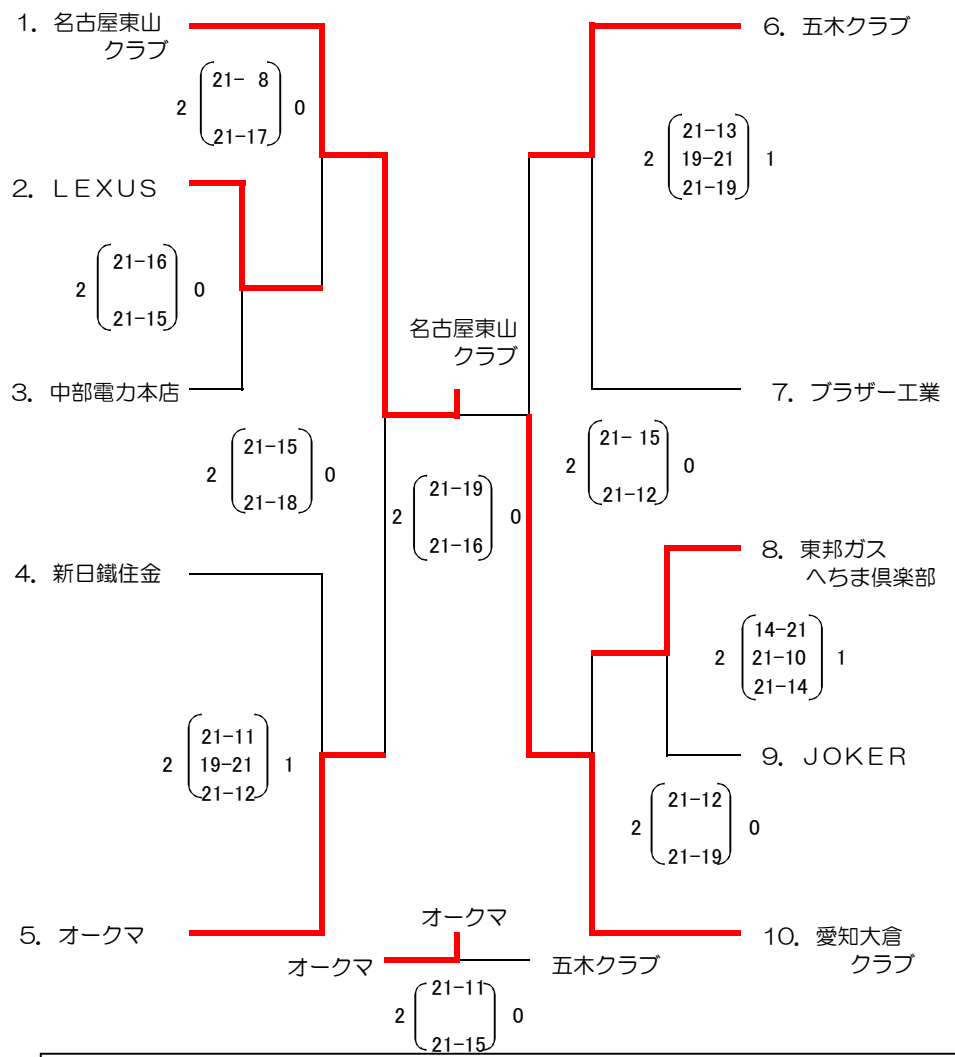 1. 名古屋東山
クラブ
2 21- 8 0
21-17
2. LEXUS
2 21-16 0
21-15
3. 中部電力本店
2 21-15 0
21-18
4. 新日鐵住金
2 21-11 1
19-21
21-12
5. オークマ
名古屋東山
クラブ
2 21-19 0
21-16
6. 五木クラブ
2 21-13 1
19-21
21-19
7. ブラザー工業
2 21- 15 0
21-12
8. 東邦ガス
へちま倶楽部
2 14-21 1
21-10
21-14
9. JOKER
2 21-12 0
21-19
10. 愛知大倉
クラブ
オークマ
オークマ 五木クラブ
2 21-11 0
21-15